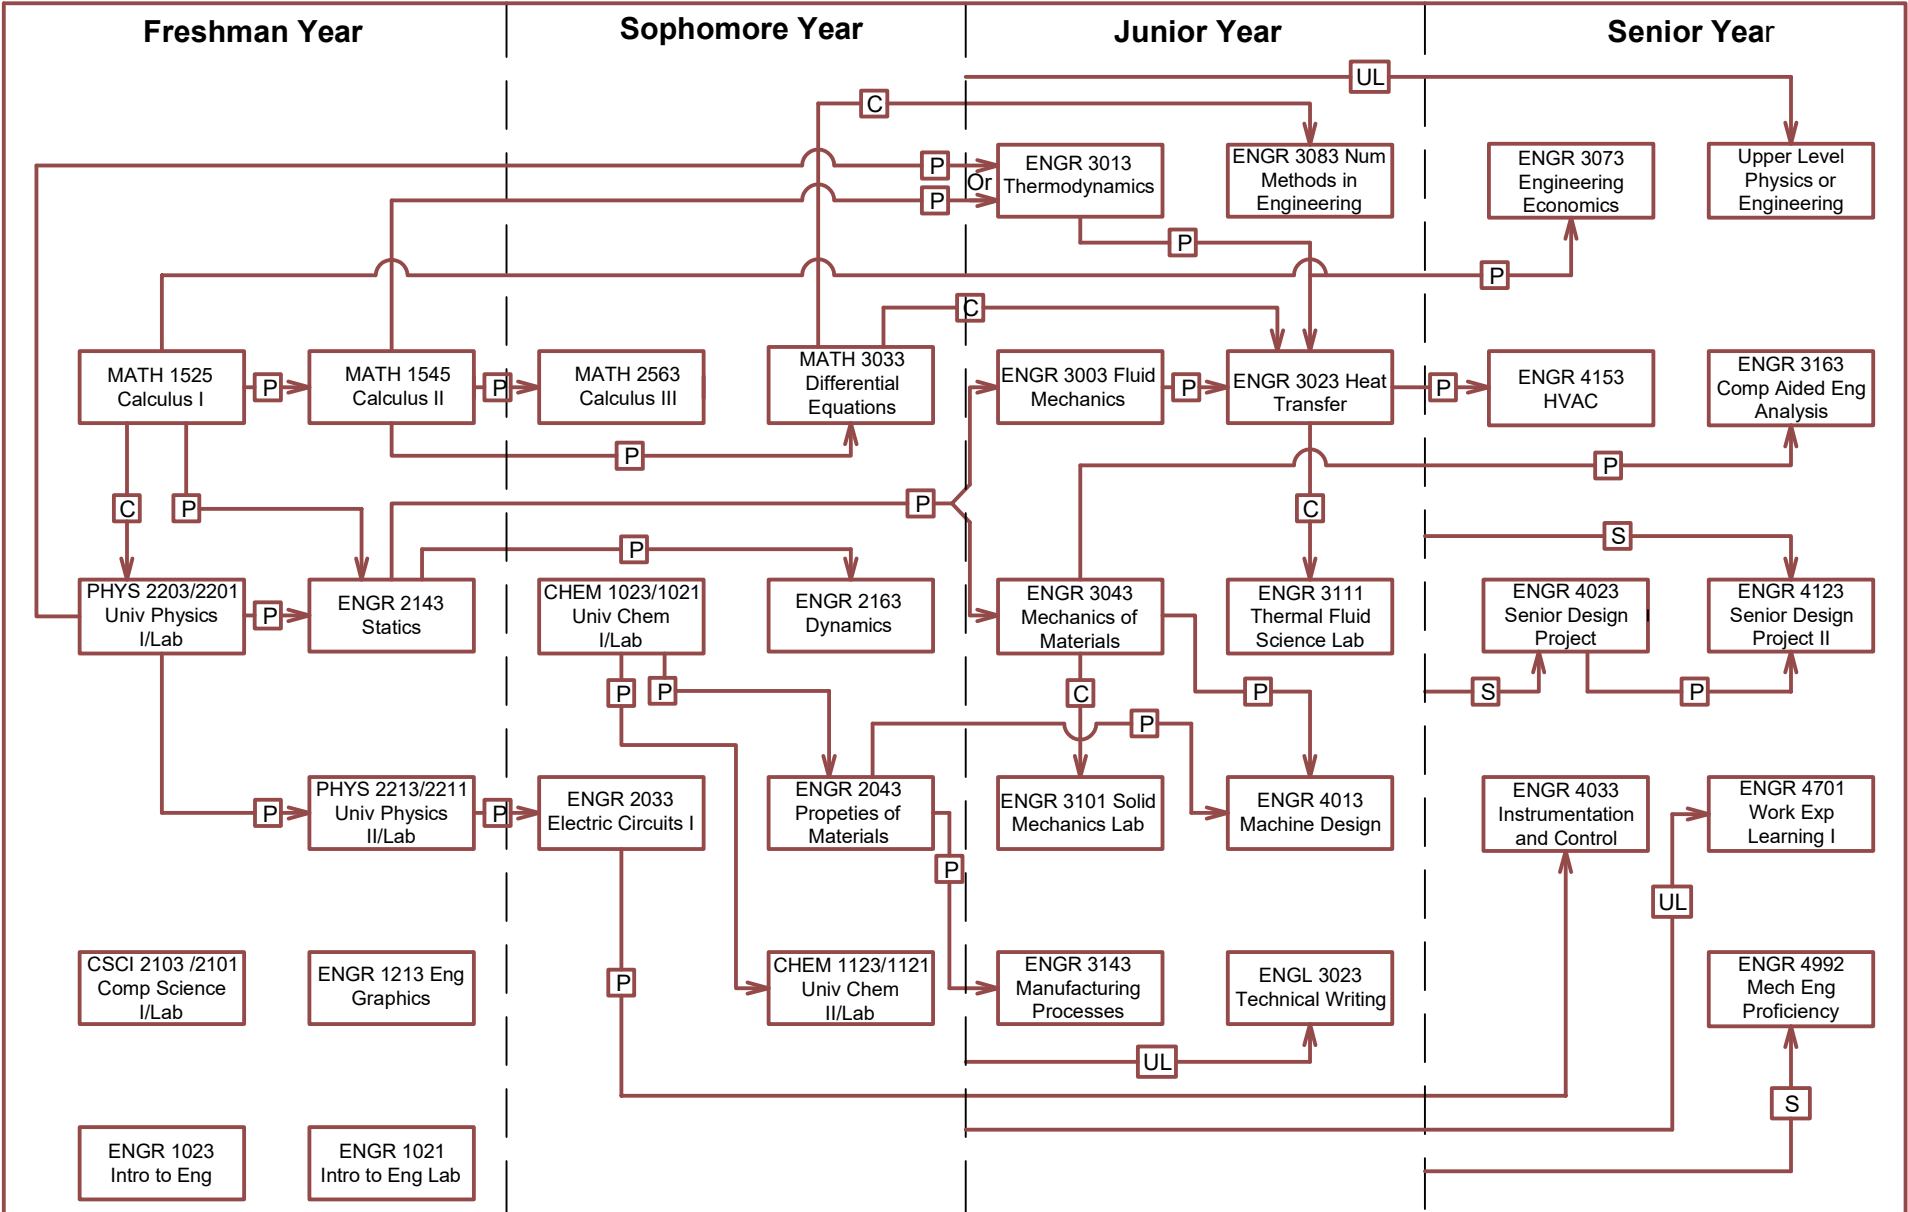 Freshman Year
Sophomore Year
Junior Year
Senior Year
UL
C
P
Or
P
ENGR 3013
Thermodynamics
ENGR 3083 Num
Methods in
Engineering
ENGR 3073
Engineering
Economics
Upper Level
Physics or
Engineering
P
P
C
MATH 1525
Calculus I
P
MATH 1545
Calculus II
P
MATH 2563
Calculus III
MATH 3033
Differential
Equations
ENGR 3003 Fluid
Mechanics
P
ENGR 3023 Heat
Transfer
P
ENGR 4153
HVAC
ENGR 3163
Comp Aided Eng
Analysis
P
P
C
P
P
C
S
P
PHYS 2203/2201
Univ Physics
I/Lab
P
ENGR 2143
Statics
CHEM 1023/1021
Univ Chem
I/Lab
ENGR 2163
Dynamics
ENGR 3043
Mechanics of
Materials
ENGR 3111
Thermal Fluid
Science Lab
ENGR 4023
Senior Design I
Project
ENGR 4123
Senior Design
Project II
P
P
C
P
S
P
P
P
PHYS 2213/2211
Univ Physics
II/Lab
P
ENGR 2033
Electric Circuits I
ENGR 2043
Propeties of
Materials
ENGR 3101 Solid
Mechanics Lab
ENGR 4013
Machine Design
ENGR 4033
Instrumentation
and Control
ENGR 4701
Work Exp
Learning I
P
UL
CSCI 2103 /2101
Comp Science
I/Lab
ENGR 1213 Eng
Graphics
P
CHEM 1123/1121
Univ Chem
II/Lab
ENGR 3143
Manufacturing
Processes
ENGL 3023
Technical Writing
ENGR 4992
Mech Eng
Proficiency
UL
S
ENGR 1023
Intro to Eng
ENGR 1021
Intro to Eng Lab